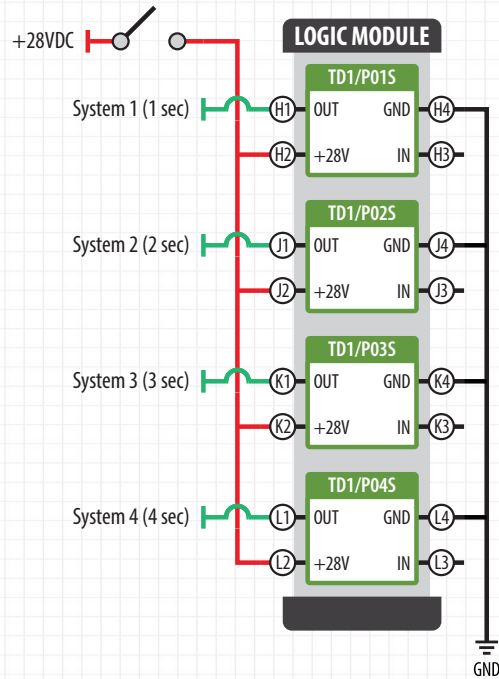 +28VDC
LOGIC MODULE
TD1/P01S
System 1 (1 sec) H1 OUT GND H4
H2 +28V IN H3
TD1/P02S
System 2 (2 sec) J1 OUT GND J4
J2 +28V IN J3
TD1/P03S
System 3 (3 sec) K1 OUT GND K4
K2 +28V IN K3
TD1/P04S
System 4 (4 sec) L1 OUT GND L4
L2 +28V IN L3
GND